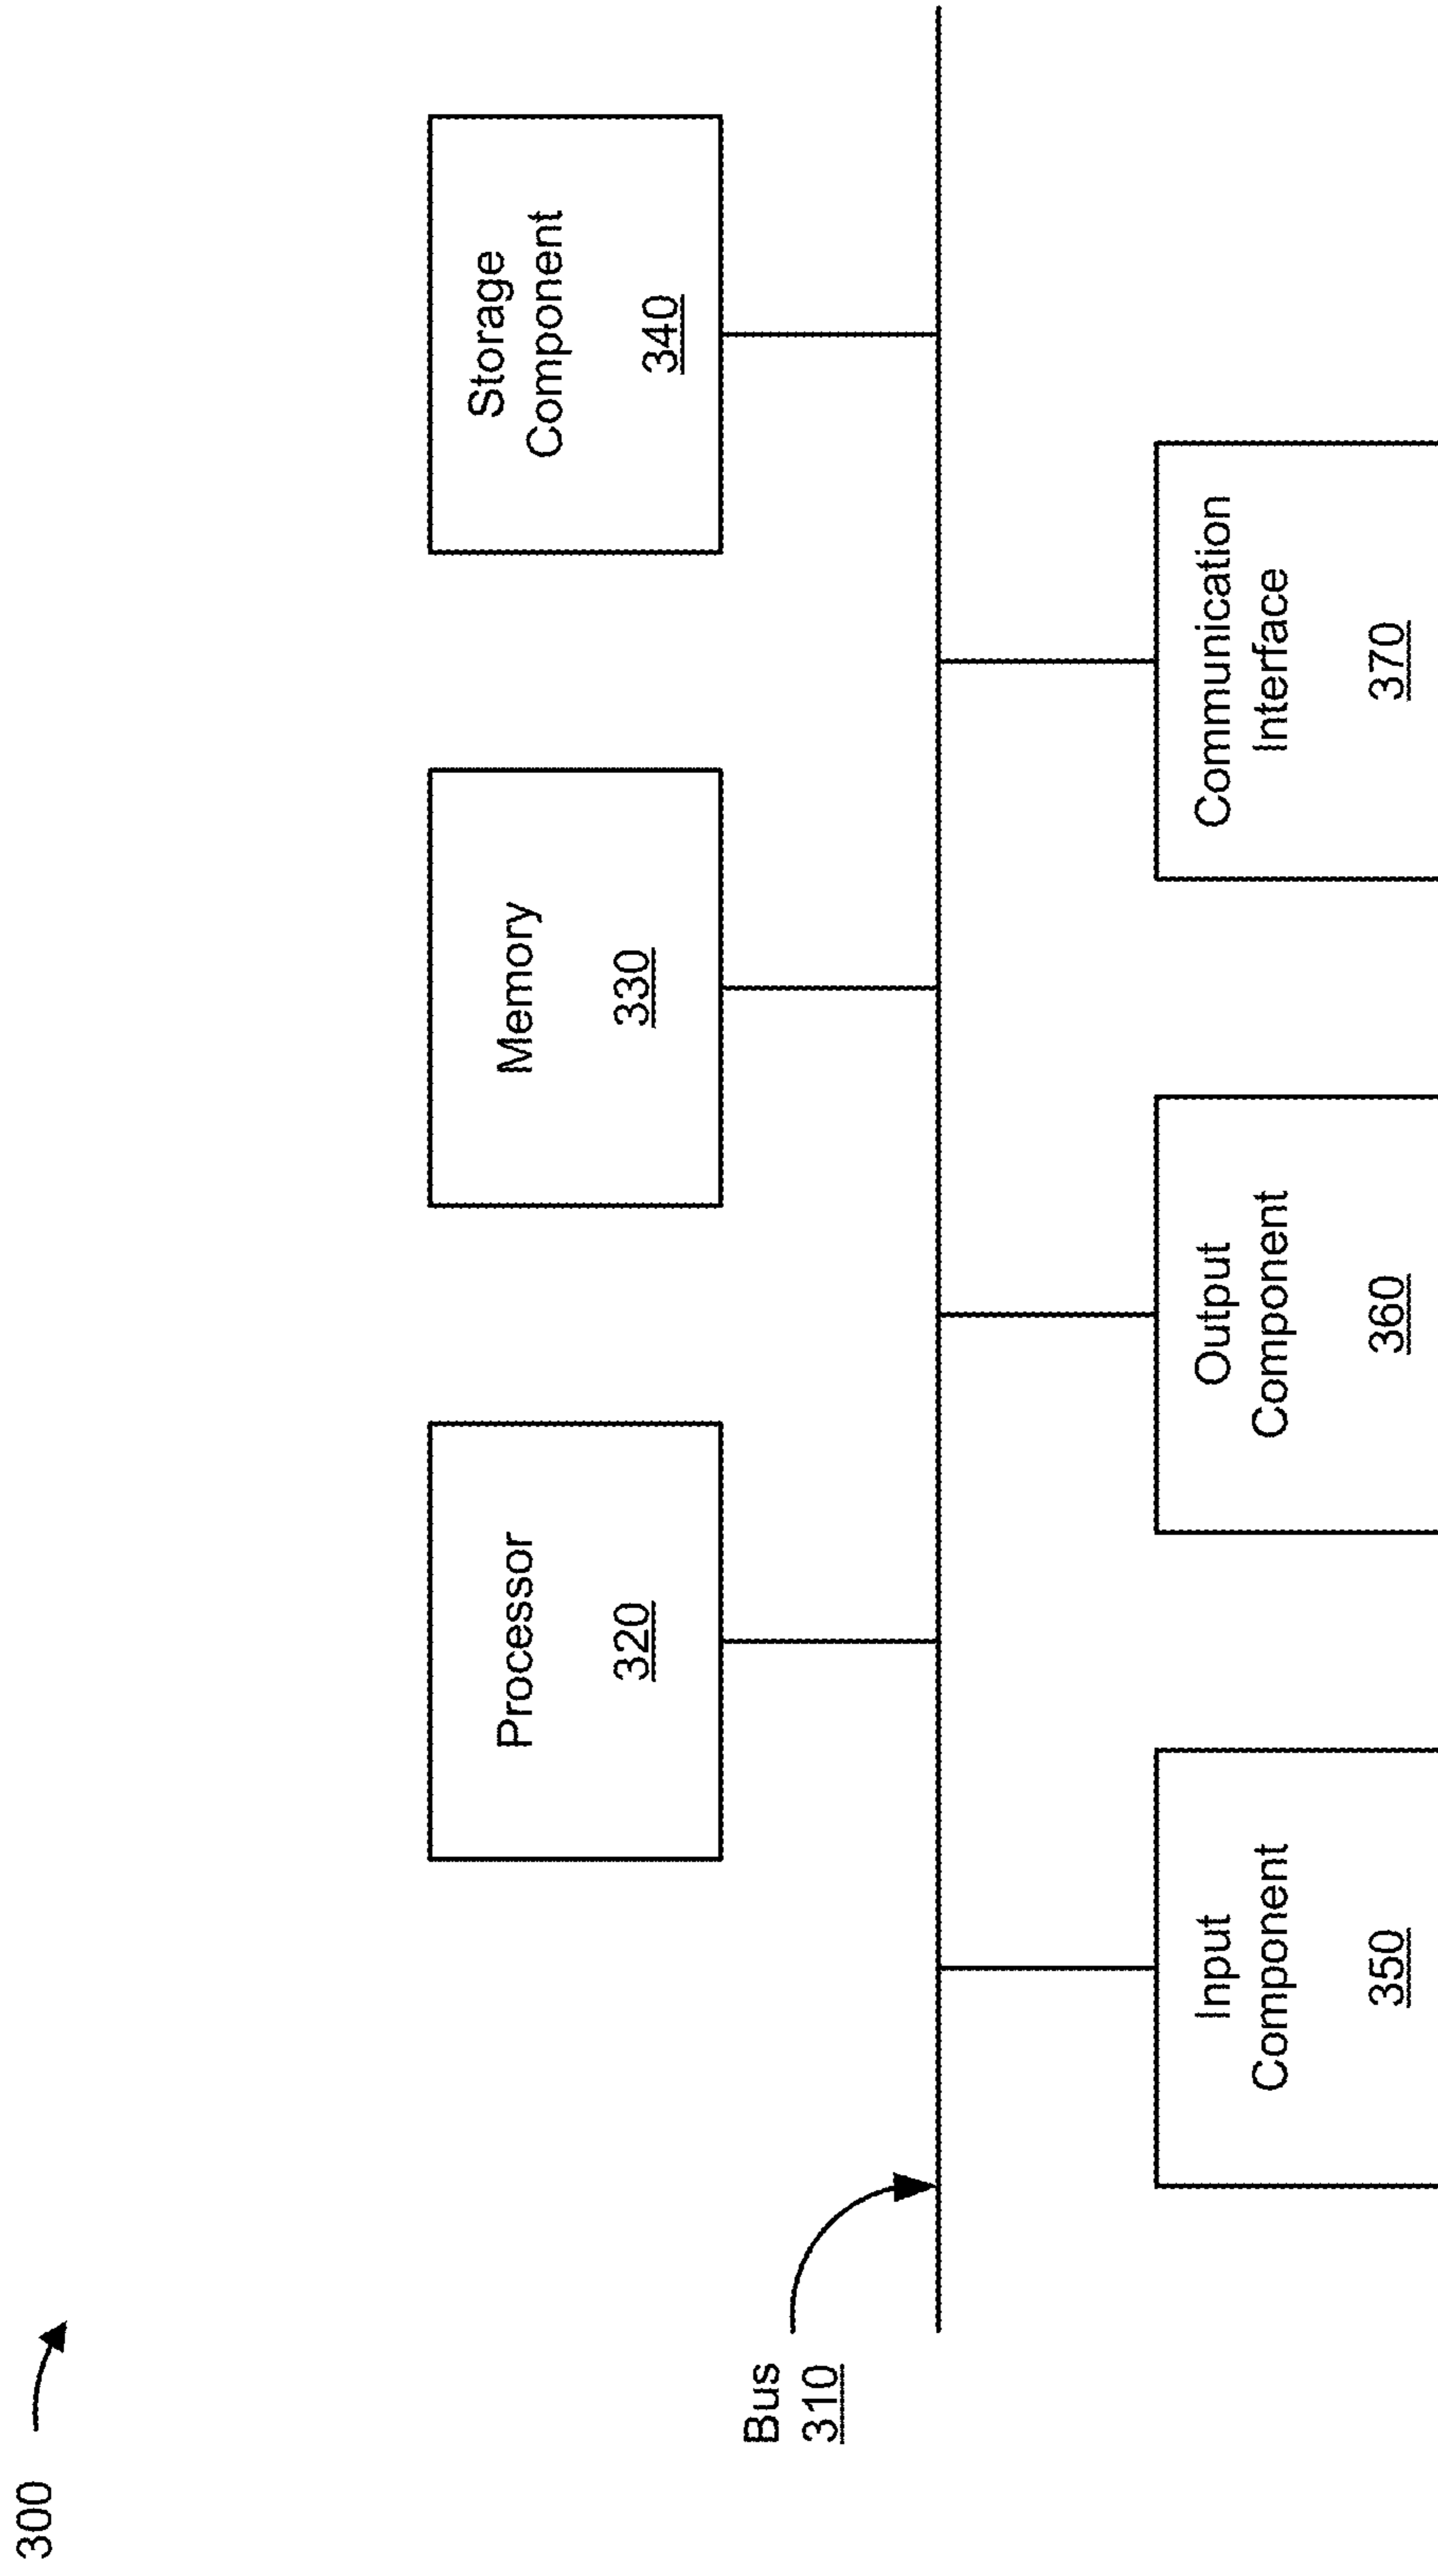 300
Processor
320
Memory
330
Storage
Component
340
Bus
310
Input
Component
350
Output
Component
360
Communication
Interface
370